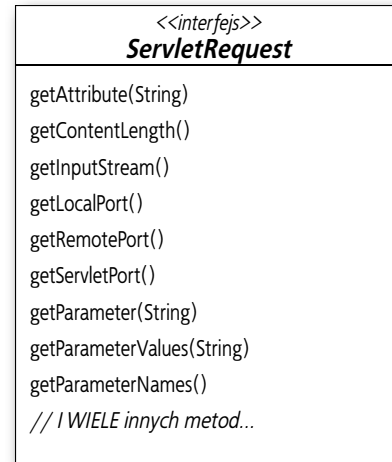 <<interfejs>>
ServletRequest
getAttribute(String)
getContentLength()
getInputStream()
getLocalPort()
getRemotePort()
getServletPort()
getParameter(String)
getParameterValues(String)
getParameterNames()
// I WIELE innych metod...